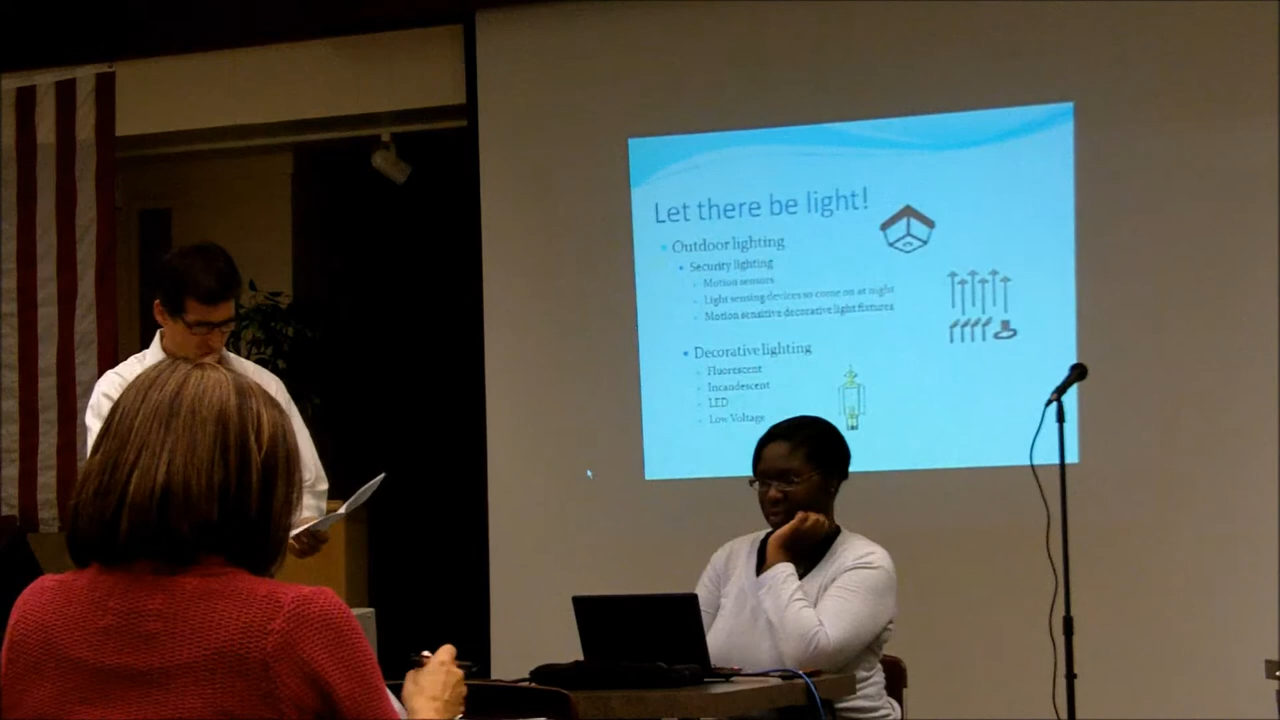 Let there be light!
Outdoor lighting
Security lighting
Motion sensors
Light sensing devices so come on at night
Motion sensitive decorative light fixtures
Decorative lighting
Fluorescent
Incandescent
LED
Low Voltage